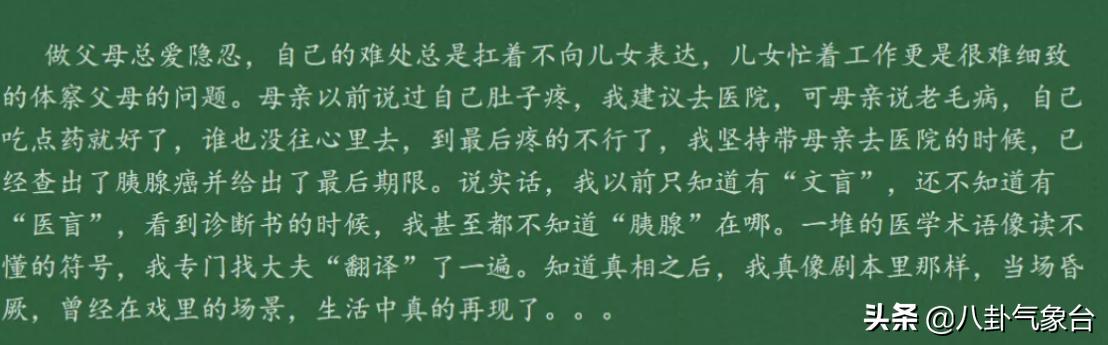 做父母总爱隐忍，自己的难处总是扛着不向儿女表达，儿女忙着工作更是很难细致
的体察父母的问题。母亲以前说过自己肚子疼，我建议去医院，可母亲说老毛病，自己
吃点药就好了，谁也没往心里去，到最后疼的不行了，我坚持带母亲去医院的时候，已
经查出了胰腺癌并给出了最后期限。说实话，我以前只知道有“文盲”，还不知道有
“医盲”，看到诊断书的时候，我甚至都不知道“胰腺”在哪。一堆的医学术语像读不
懂的符号，我专门找大夫“翻译”了一遍。知道真相之后，我真像剧本里那样，当场昏
厥，曾经在戏里的场景，生活中真的再现了。。。
头条 @八卦气象台